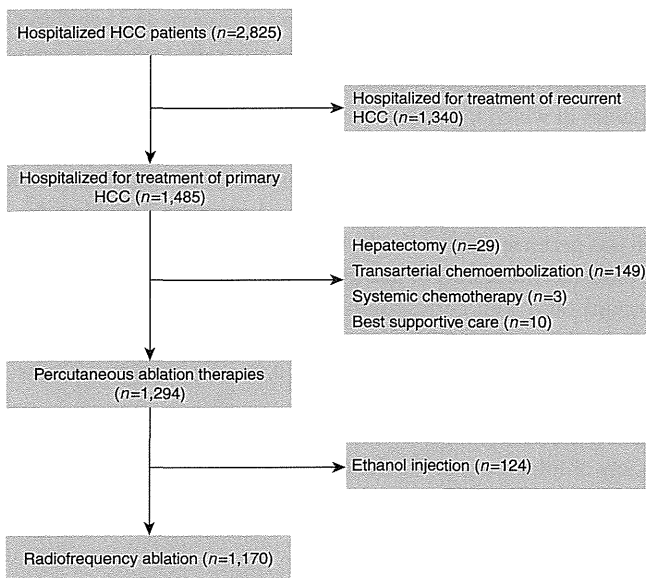 Hospitalized HCC patients (n=2,825)
Hospitalized for treatment of recurrent
HCC (n=1,340)
Hospitalized for treatment of primary
HCC (n=1,485)
Hepatectomy (n=29)
Transarterial chemoembolization (n=149)
Systemic chemotherapy (n=3)
Best supportive care (n=10)
Percutaneous ablation therapies
(n=1,294)
Ethanol injection (n=124)
Radiofrequency ablation (n=1,170)